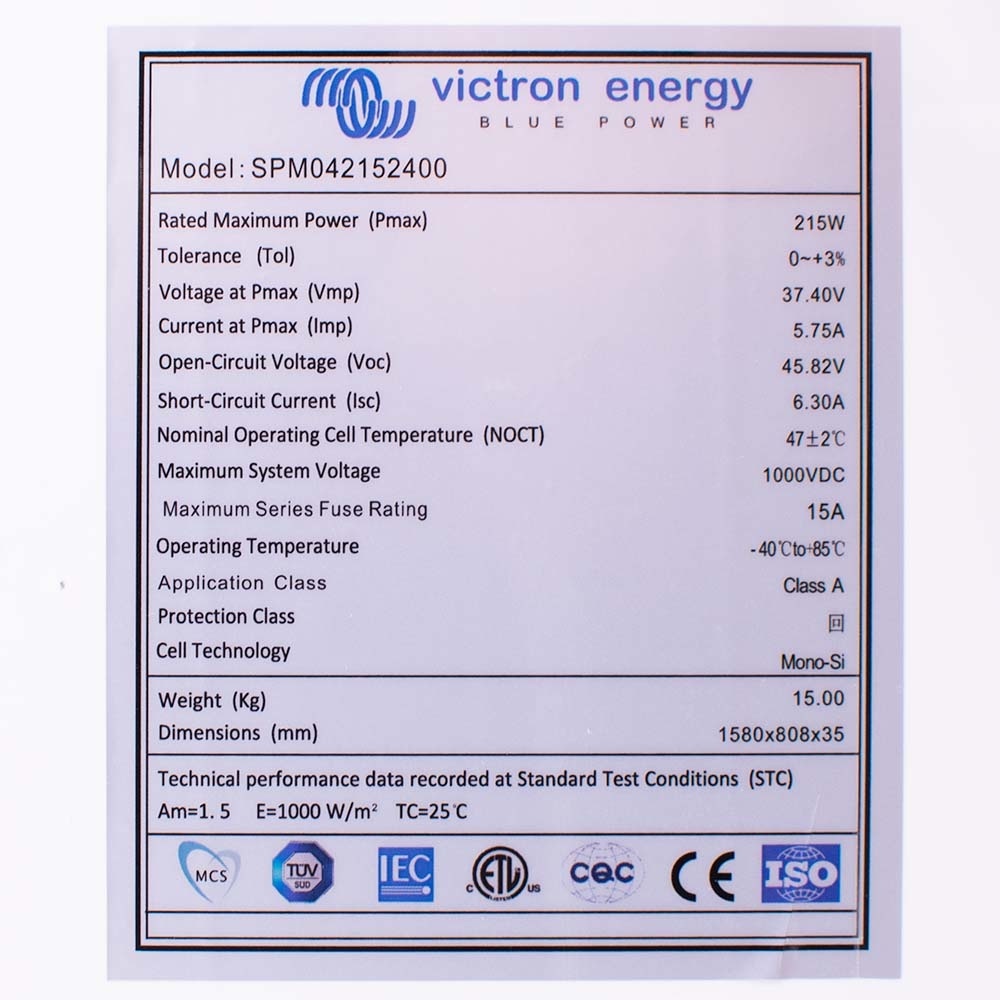 victron energy
BLUE POWER
Model: SPM042152400
Rated Maximum Power (Pmax) 215W
Tolerance (Tol) 0~+3%
Voltage at Pmax (Vmp) 37.40V
Current at Pmax (Imp) 5.75A
Open-Circuit Voltage (Voc) 45.82V
Short-Circuit Current (Isc) 6.30A
Nominal Operating Cell Temperature (NOCT) 47±2℃
Maximum System Voltage 1000VDC
Maximum Series Fuse Rating 15A
Operating Temperature -40℃to+85℃
Application Class Class A
Protection Class 回
Cell Technology Mono-Si
Weight (Kg) 15.00
Dimensions (mm) 1580x808x35
Technical performance data recorded at Standard Test Conditions (STC)
Am=1. 5 E=1000 W/m² TC=25℃
MCS TÜV SUD IEC C ETL US LISTED CQC CE ISO